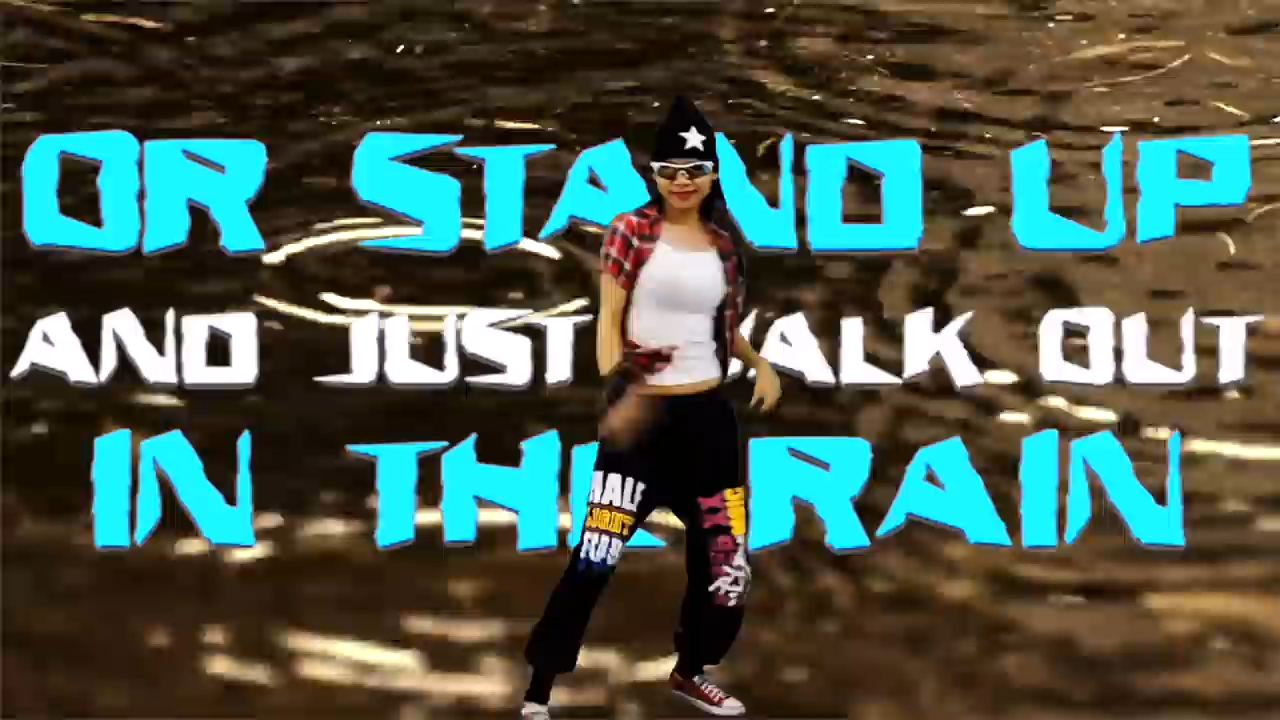 OR STAND UP
AND JUST WALK OUT
IN THE RAIN